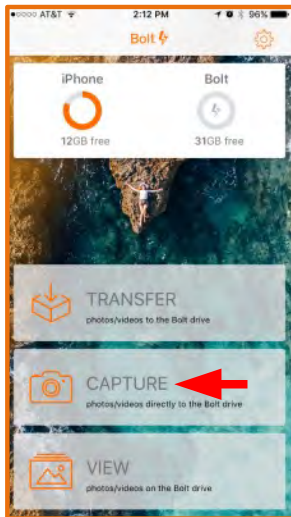 AT&T 2:12 PM 96%
Bolt
iPhone Bolt
12GB free 31GB free
TRANSFER
photos/videos to the Bolt drive
CAPTURE
photos/videos directly to the Bolt drive
VIEW
photos/videos on the Bolt drive